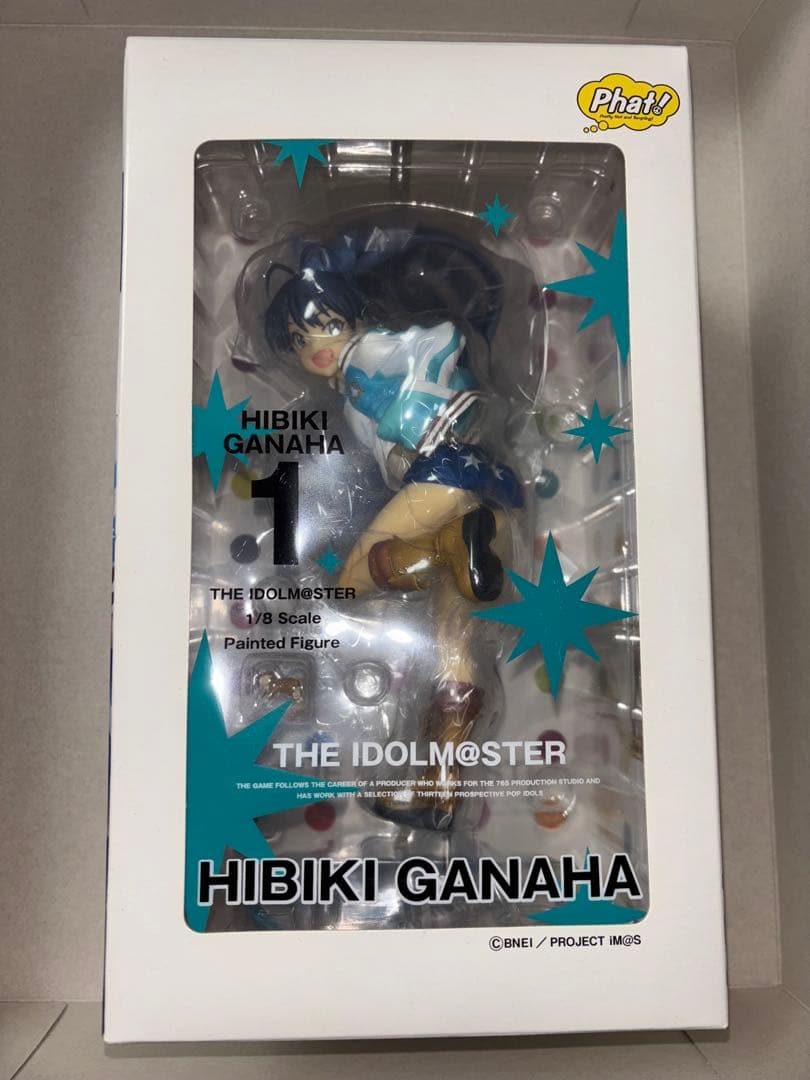 Phat!
HIBIKI
GANAHA
1
THE IDOLM@STER
1/8 Scale
Painted Figure
THE IDOLM@STER
THE GAME FOLLOWS THE CAREER OF A PRODUCER WHO WORKS FOR THE 765 PRODUCTION STUDIO AND
HAS WORK WITH A SELECTION OF THIRTEEN PROSPECTIVE POP IDOLS
HIBIKI GANAHA
©BNEI / PROJECT iM@S